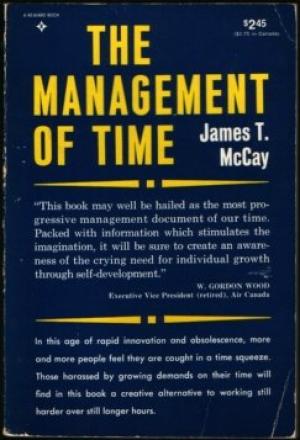 A REWARD BOOK
$2.45
($2.75 in Canada)
THE
MANAGEMENT
OF TIME
James T.
McCay
“This book may well be hailed as the most pro-
gressive management document of our time.
Packed with information which stimulates the
imagination, it will be sure to create an aware-
ness of the crying need for individual growth
through self-development.”
W. GORDON WOOD
Executive Vice President (retired), Air Canada
In this age of rapid innovation and obsolescence, more
and more people feel they are caught in a time squeeze.
Those harassed by growing demands on their time will
find in this book a creative alternative to working still
harder over still longer hours.